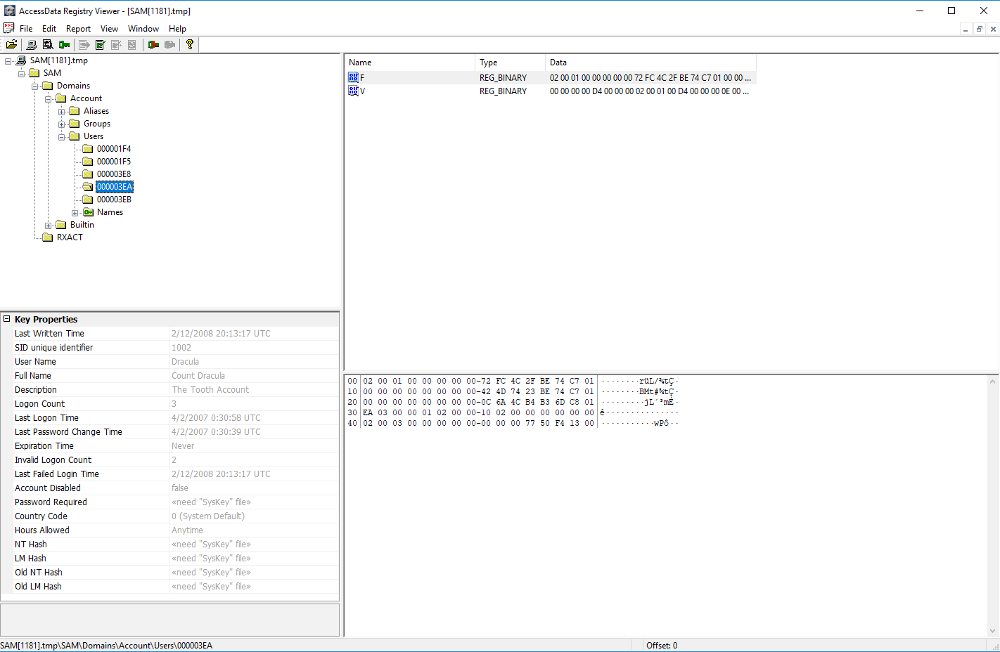 AccessData Registry Viewer - [SAM[1181].tmp]
File Edit Report View Window Help
SAM[1181].tmp
SAM
Domains
Account
Aliases
Groups
Users
000001F4
000001F5
000003E8
000003EA
000003EB
Names
Builtin
RXACT
Name Type Data
F REG_BINARY 02 00 01 00 00 00 00 00 72 FC 4C 2F BE 74 C7 01 00 00 ...
V REG_BINARY 00 00 00 00 D4 00 00 00 02 00 01 00 D4 00 00 00 0E 00 ...
Key Properties
Last Written Time 2/12/2008 20:13:17 UTC
SID unique identifier 1002
User Name Dracula
Full Name Count Dracula
Description The Tooth Account
Logon Count 3
Last Logon Time 4/2/2007 0:30:58 UTC
Last Password Change Time 4/2/2007 0:30:39 UTC
Expiration Time Never
Invalid Logon Count 2
Last Failed Login Time 2/12/2008 20:13:17 UTC
Account Disabled false
Password Required «need "SysKey" file»
Country Code 0 (System Default)
Hours Allowed Anytime
NT Hash «need "SysKey" file»
LM Hash «need "SysKey" file»
Old NT Hash «need "SysKey" file»
Old LM Hash «need "SysKey" file»
00 02 00 01 00 00 00 00 00-72 FC 4C 2F BE 74 C7 01 ········rüL/¾tÇ·
10 00 00 00 00 00 00 00 00-42 4D 74 23 BE 74 C7 01 ········BMt#¾tÇ·
20 00 00 00 00 00 00 00 00-0C 6A 4C B4 B3 6D C8 01 ·········jL´³mÈ·
30 EA 03 00 00 01 02 00 00-10 02 00 00 00 00 00 00 ê···············
40 02 00 03 00 00 00 00 00-00 00 00 77 50 F4 13 00 ···········wPô··
SAM[1181].tmp\SAM\Domains\Account\Users\000003EA Offset: 0